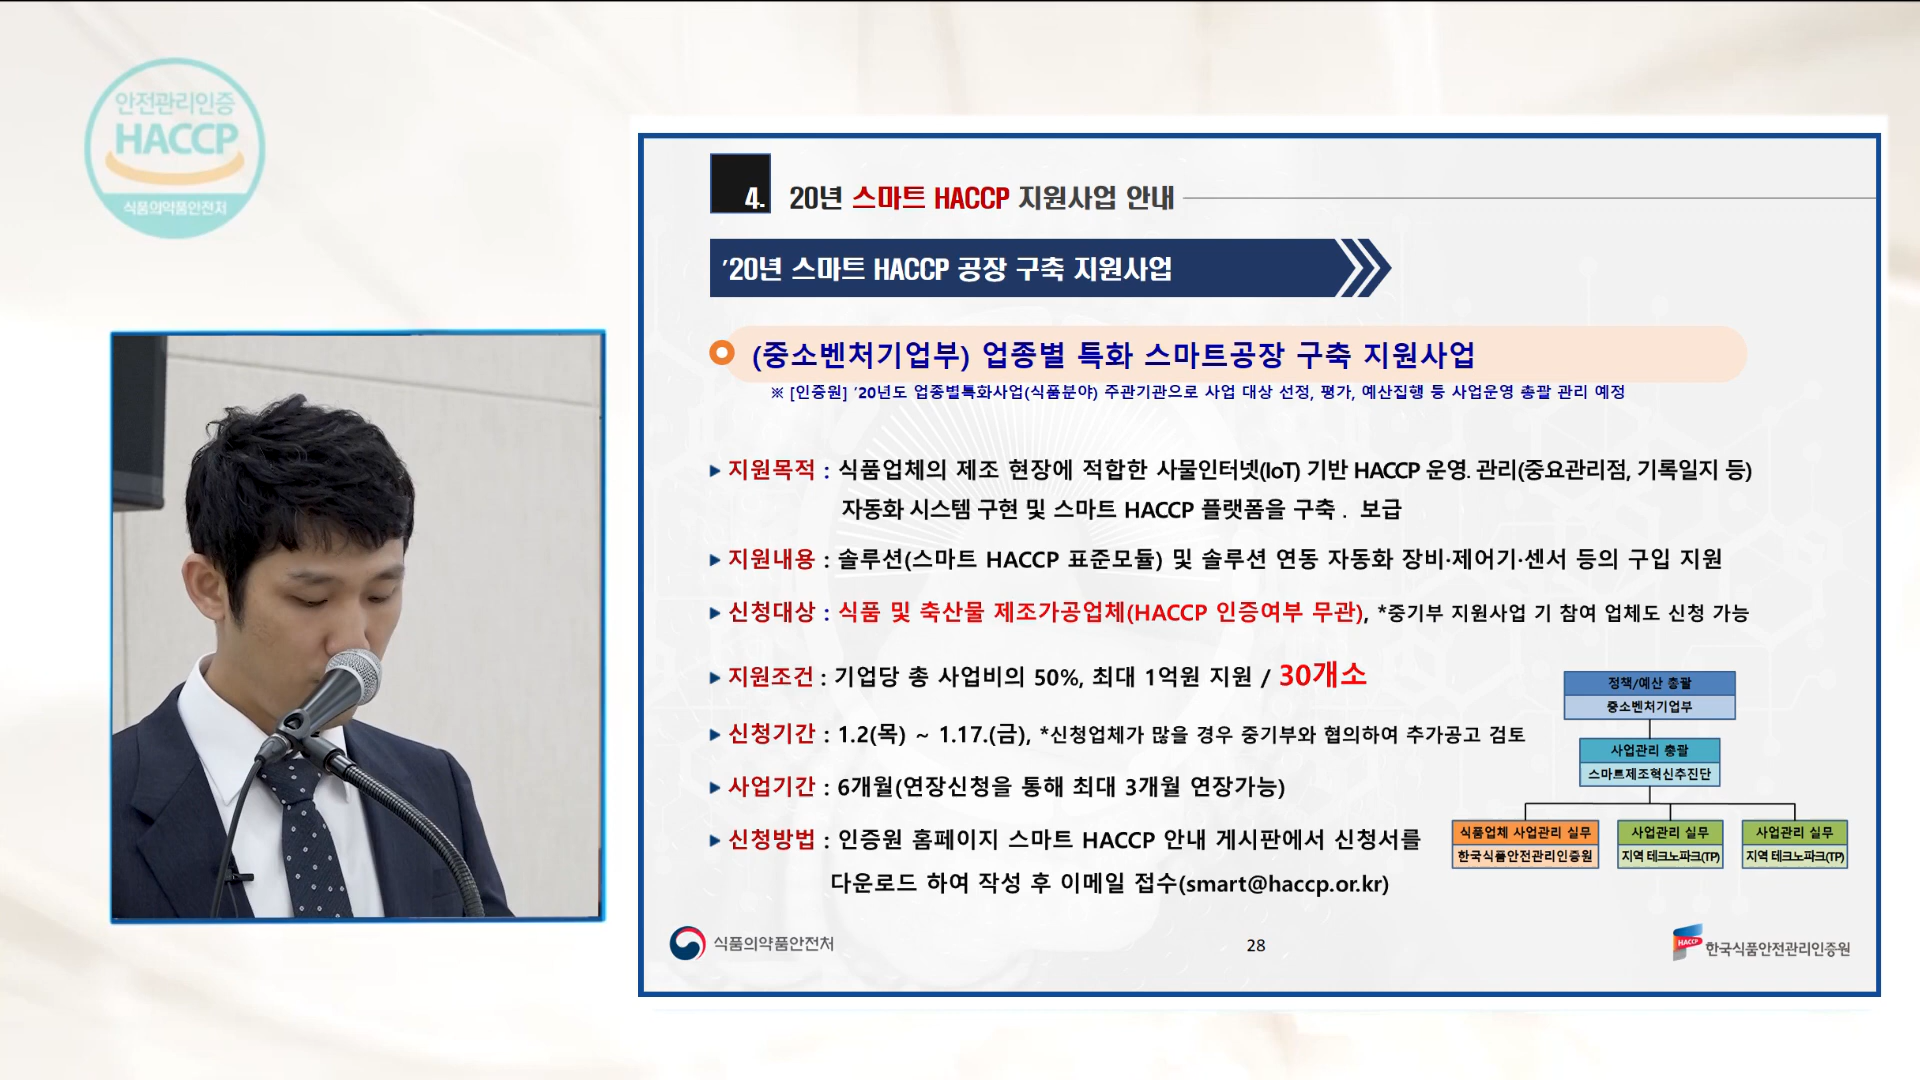 안전관리인증
HACCP
식품의약품안전처
4. 20년 스마트 HACCP 지원사업 안내
′20년 스마트 HACCP 공장 구축 지원사업
(중소벤처기업부) 업종별 특화 스마트공장 구축 지원사업
※ [인증원] ′20년도 업종별특화사업(식품분야) 주관기관으로 사업 대상 선정, 평가, 예산집행 등 사업운영 총괄 관리 예정
▶ 지원목적 : 식품업체의 제조 현장에 적합한 사물인터넷(IoT) 기반 HACCP 운영. 관리(중요관리점, 기록일지 등)
자동화 시스템 구현 및 스마트 HACCP 플랫폼을 구축 . 보급
▶ 지원내용 : 솔루션(스마트 HACCP 표준모듈) 및 솔루션 연동 자동화 장비·제어기·센서 등의 구입 지원
▶ 신청대상 : 식품 및 축산물 제조가공업체(HACCP 인증여부 무관), *중기부 지원사업 기 참여 업체도 신청 가능
▶ 지원조건 : 기업당 총 사업비의 50%, 최대 1억원 지원 / 30개소
▶ 신청기간 : 1.2(목) ~ 1.17.(금), *신청업체가 많을 경우 중기부와 협의하여 추가공고 검토
▶ 사업기간 : 6개월(연장신청을 통해 최대 3개월 연장가능)
▶ 신청방법 : 인증원 홈페이지 스마트 HACCP 안내 게시판에서 신청서를
다운로드 하여 작성 후 이메일 접수(smart@haccp.or.kr)
정책/예산 총괄
중소벤처기업부
사업관리 총괄
스마트제조혁신추진단
식품업체 사업관리 실무
한국식품안전관리인증원
사업관리 실무
지역 테크노파크(TP)
사업관리 실무
지역 테크노파크(TP)
식품의약품안전처
28
HACCP 한국식품안전관리인증원